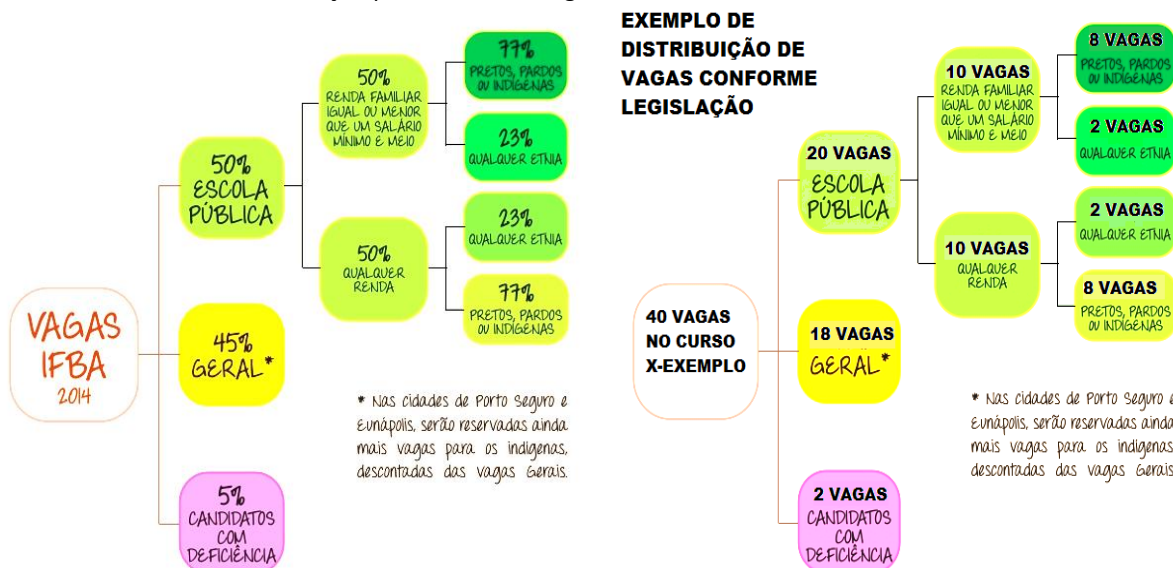 VAGAS
IFBA
2014
50%
ESCOLA
PÚBLICA
45%
GERAL*
5%
CANDIDATOS
COM
DEFICIÊNCIA
50%
RENDA FAMILIAR
IGUAL OU MENOR
QUE UM SALÁRIO
MÍNIMO E MEIO
50%
QUALQUER
RENDA
77%
PRETOS, PARDOS
OU INDÍGENAS
23%
QUALQUER ETNIA
23%
QUALQUER ETNIA
77%
PRETOS, PARDOS
OU INDÍGENAS
* Nas cidades de Porto Seguro e
Eunápolis, serão reservadas ainda
mais vagas para os indígenas,
descontadas das vagas Gerais.
EXEMPLO DE
DISTRIBUIÇÃO DE
VAGAS CONFORME
LEGISLAÇÃO
40 VAGAS
NO CURSO
X-EXEMPLO
20 VAGAS
ESCOLA
PÚBLICA
18 VAGAS
GERAL*
2 VAGAS
CANDIDATOS
COM
DEFICIÊNCIA
10 VAGAS
RENDA FAMILIAR
IGUAL OU MENOR
QUE UM SALÁRIO
MÍNIMO E MEIO
10 VAGAS
QUALQUER
RENDA
8 VAGAS
PRETOS, PARDOS
OU INDÍGENAS
2 VAGAS
QUALQUER ETNIA
2 VAGAS
QUALQUER ETNIA
8 VAGAS
PRETOS, PARDOS
OU INDÍGENAS
* Nas cidades de Porto Seguro e
Eunápolis, serão reservadas ainda
mais vagas para os indígenas,
descontadas das vagas Gerais